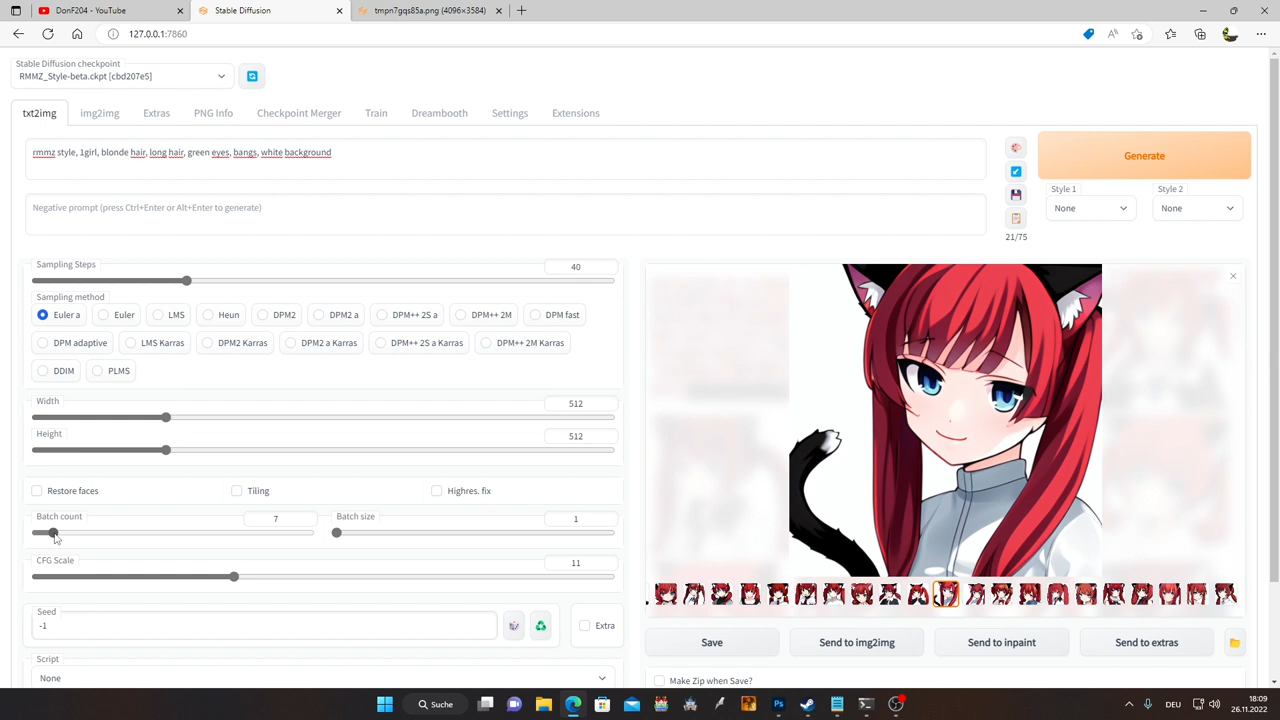 DonF204 - YouTube
Stable Diffusion
tmpn7gqs85a.png (4096×3584)
127.0.0.1:7860
Stable Diffusion checkpoint
RMMZ_Style-beta.ckpt [cbd207e5]
txt2img
img2img
Extras
PNG Info
Checkpoint Merger
Train
Dreambooth
Settings
Extensions
rmmz style, 1girl, blonde hair, long hair, green eyes, bangs, white background
Generate
Negative prompt (press Ctrl+Enter or Alt+Enter to generate)
Style 1
None
Style 2
None
21/75
Sampling Steps
40
Sampling method
Euler a
Euler
LMS
Heun
DPM2
DPM2 a
DPM++ 2S a
DPM++ 2M
DPM fast
DPM adaptive
LMS Karras
DPM2 Karras
DPM2 a Karras
DPM++ 2S a Karras
DPM++ 2M Karras
DDIM
PLMS
Width
512
Height
512
Restore faces
Tiling
Highres. fix
Batch count
7
Batch size
1
CFG Scale
11
Seed
-1
Extra
Script
None
Save
Send to img2img
Send to inpaint
Send to extras
Make Zip when Save?
Suche
DEU
18:09
26.11.2022